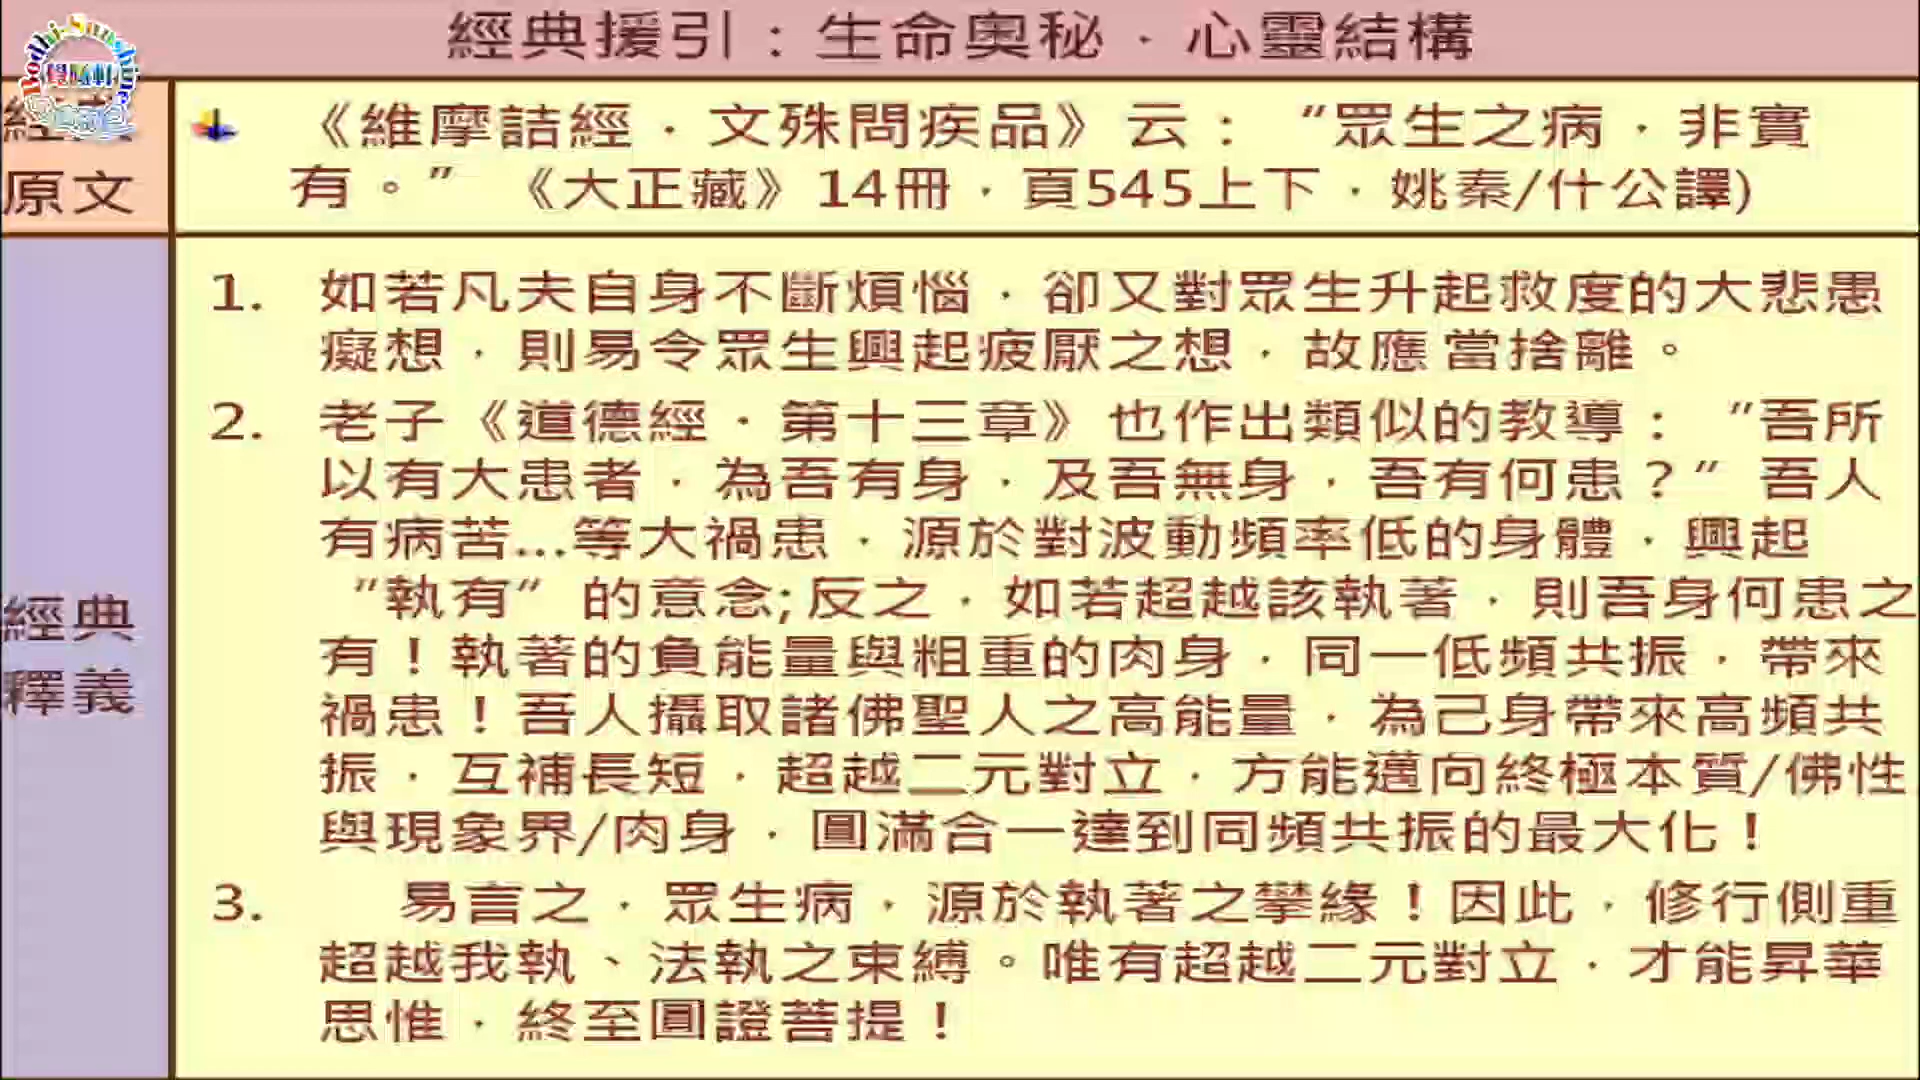 經典援引：生命奧秘，心靈結構
Bodhi-Sunshine
經典
原文
《維摩詰經．文殊問疾品》云：“眾生之病，非實
有。”《大正藏》14冊，頁545上下，姚秦/什公譯)
經典
釋義
1. 如若凡夫自身不斷煩惱，卻又對眾生升起救度的大悲愚
癡想，則易令眾生興起疲厭之想，故應當捨離。
2. 老子《道德經．第十三章》也作出類似的教導：“吾所
以有大患者，為吾有身，及吾無身，吾有何患？”吾人
有病苦...等大禍患，源於對波動頻率低的身體，興起
“執有”的意念;反之，如若超越該執著，則吾身何患之
有！執著的負能量與粗重的肉身，同一低頻共振，帶來
禍患！吾人攝取諸佛聖人之高能量，為己身帶來高頻共
振，互補長短，超越二元對立，方能邁向終極本質/佛性
與現象界/肉身，圓滿合一達到同頻共振的最大化！
3. 易言之，眾生病，源於執著之攀緣！因此，修行側重
超越我執、法執之束縛。唯有超越二元對立，才能昇華
思惟，終至圓證菩提！